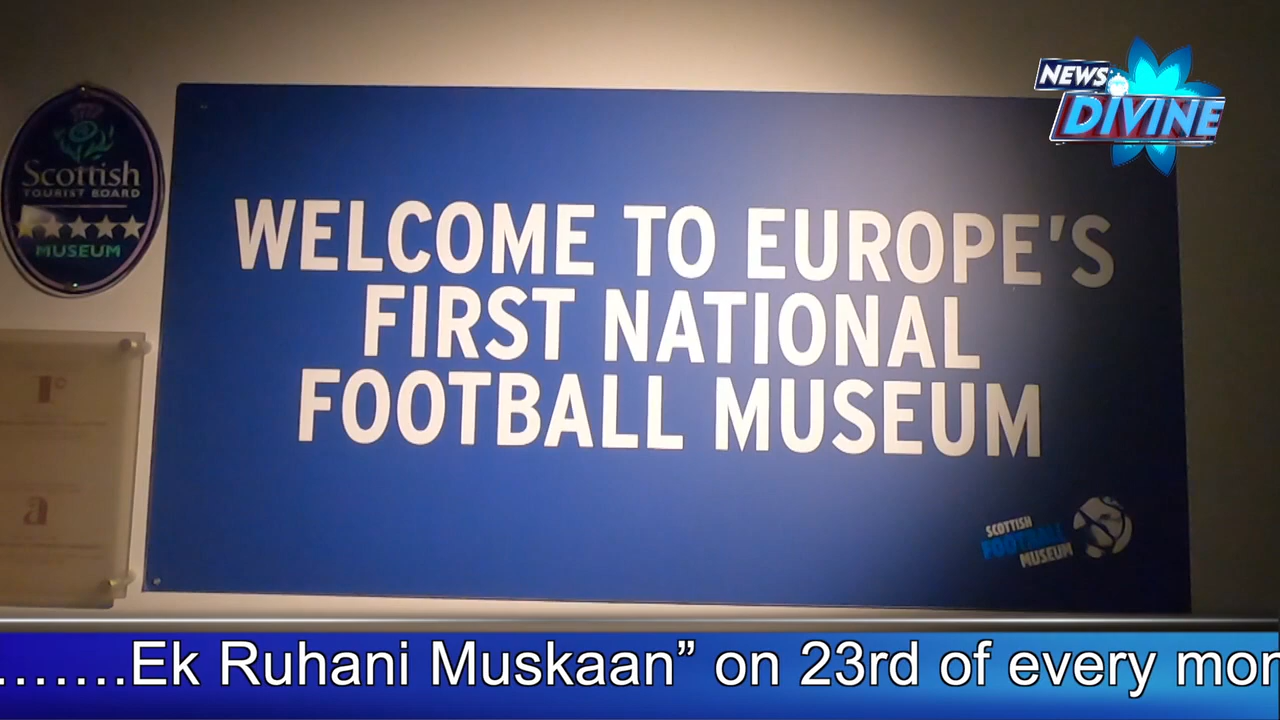 NEWS
DIVINE
Scottish
TOURIST BOARD
MUSEUM
WELCOME TO EUROPE'S
FIRST NATIONAL
FOOTBALL MUSEUM
SCOTTISH
FOOTBALL
MUSEUM
.......Ek Ruhani Muskaan” on 23rd of every mon